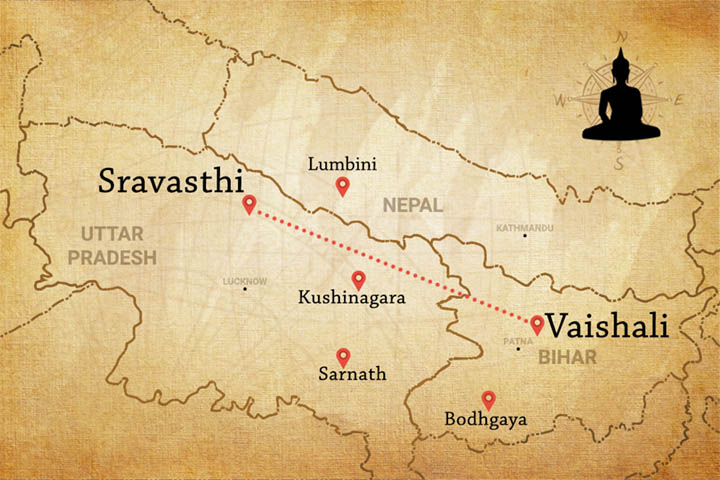 N
W
E
S
Lumbini
Sravasthi
NEPAL
UTTAR
PRADESH
KATHMANDU
LUCKNOW
Kushinagara
Vaishali
PATNA
BIHAR
Sarnath
Bodhgaya